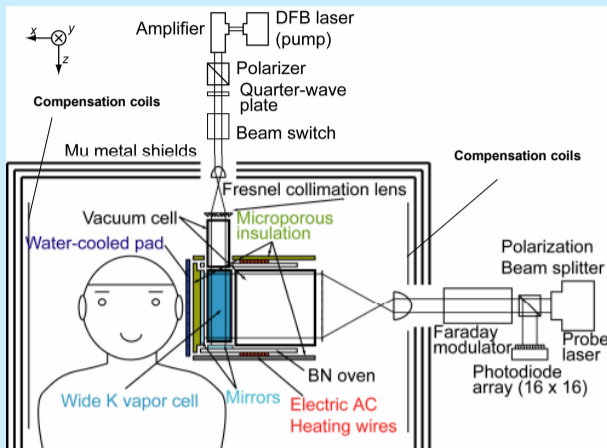 DFB laser
(pump)
Amplifier
x
y
z
Polarizer
Quarter-wave
plate
Beam switch
Compensation coils
Mu metal shields
Compensation coils
Fresnel collimation lens
Vacuum cell
Microporous
insulation
Water-cooled pad
Polarization
Beam splitter
Faraday
modulator
Probe
laser
Photodiode
array (16 x 16)
BN oven
Wide K vapor cell
Mirrors
Electric AC
Heating wires